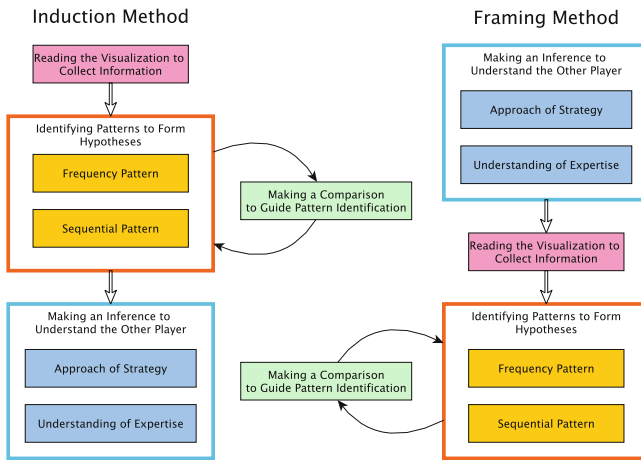 Induction Method
Reading the Visualization to
Collect Information
Identifying Patterns to Form
Hypotheses
Frequency Pattern
Sequential Pattern
Making a Comparison
to Guide Pattern Identification
Making an Inference to
Understand the Other Player
Approach of Strategy
Understanding of Expertise
Framing Method
Making an Inference to
Understand the Other Player
Approach of Strategy
Understanding of Expertise
Reading the Visualization to
Collect Information
Identifying Patterns to Form
Hypotheses
Frequency Pattern
Sequential Pattern
Making a Comparison
to Guide Pattern Identification